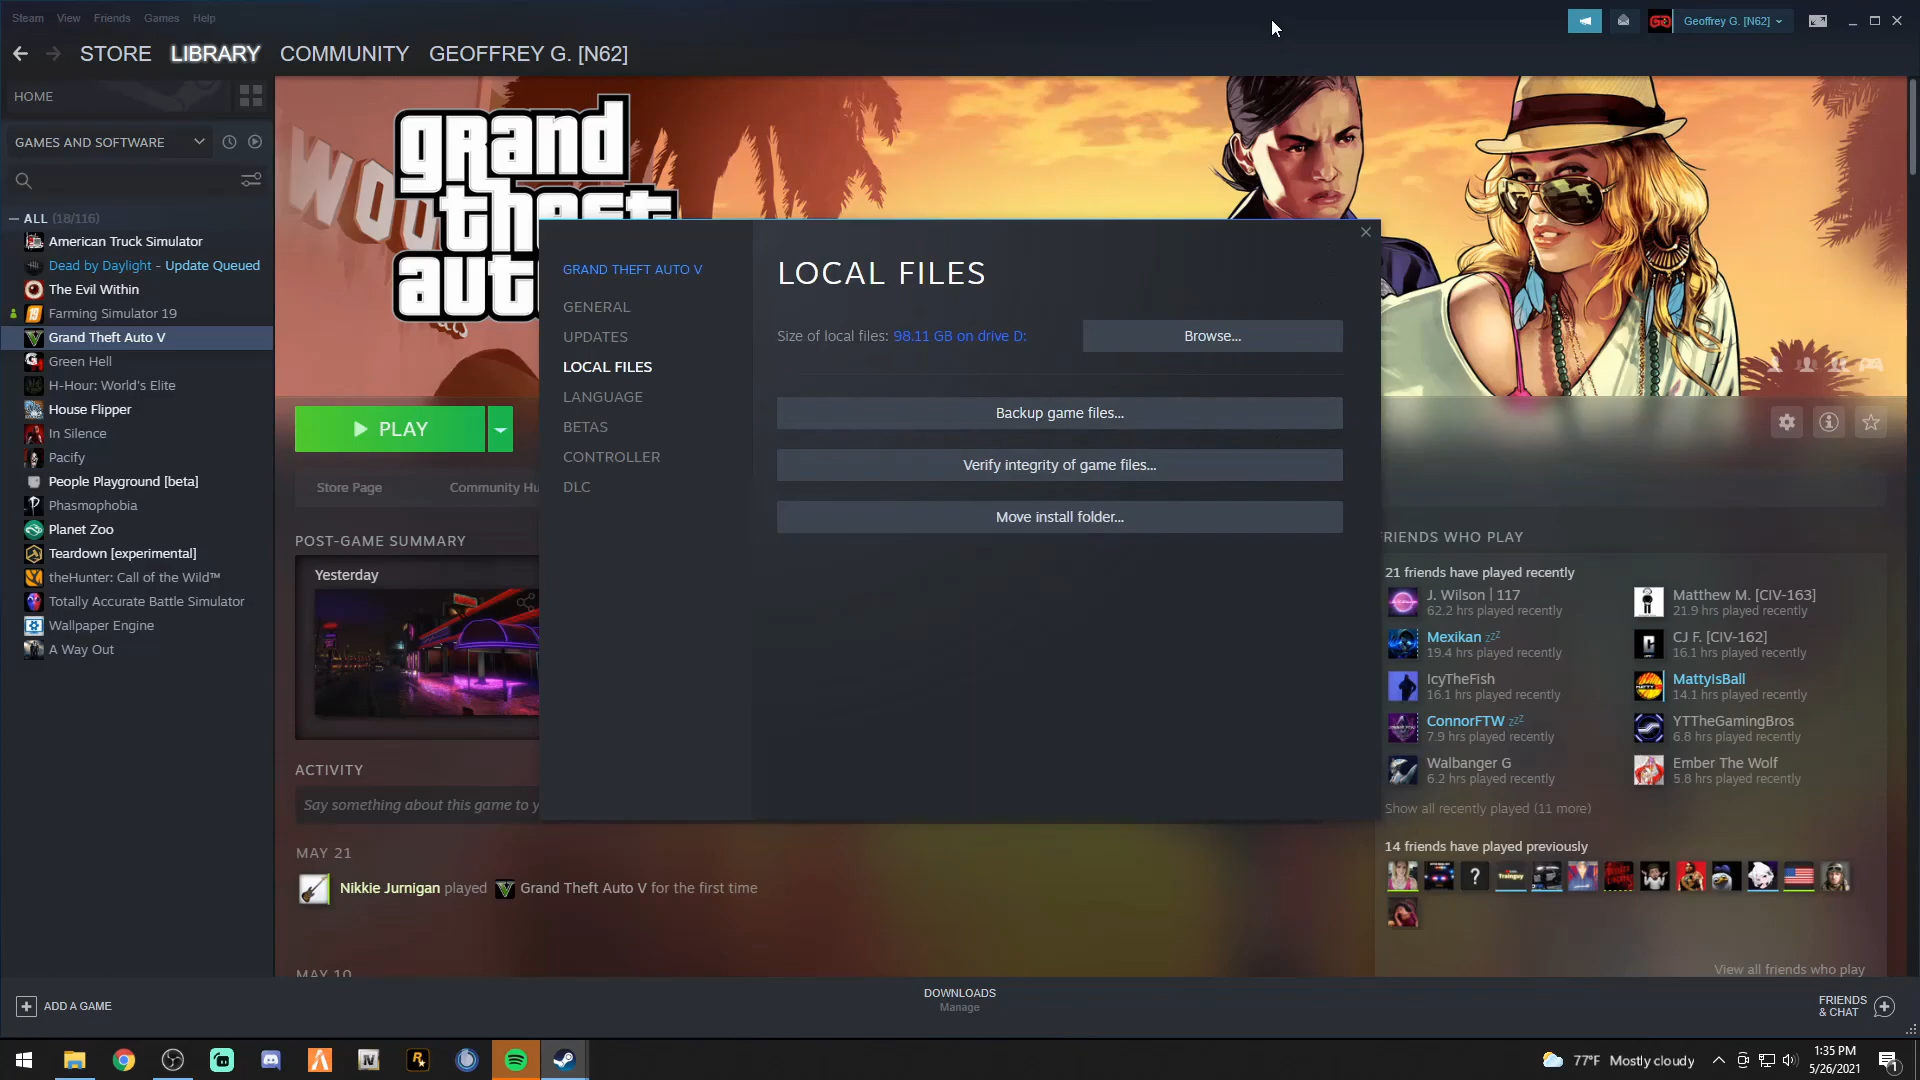 Steam View Friends Games Help
Geoffrey G. [N62]
STORE LIBRARY COMMUNITY GEOFFREY G. [N62]
HOME
GAMES AND SOFTWARE
ALL (18/116)
American Truck Simulator
Dead by Daylight - Update Queued
The Evil Within
Farming Simulator 19
Grand Theft Auto V
Green Hell
H-Hour: World's Elite
House Flipper
In Silence
Pacify
People Playground [beta]
Phasmophobia
Planet Zoo
Teardown [experimental]
theHunter: Call of the Wild™
Totally Accurate Battle Simulator
Wallpaper Engine
A Way Out
grand
theft
aut
PLAY
Store Page Community Hu
POST-GAME SUMMARY
Yesterday
ACTIVITY
Say something about this game to y
MAY 21
Nikkie Jurnigan played Grand Theft Auto V for the first time
MAY 10
GRAND THEFT AUTO V
GENERAL
UPDATES
LOCAL FILES
LANGUAGE
BETAS
CONTROLLER
DLC
LOCAL FILES
Size of local files: 98.11 GB on drive D:
Browse...
Backup game files...
Verify integrity of game files...
Move install folder...
RIENDS WHO PLAY
21 friends have played recently
J. Wilson | 117
62.2 hrs played recently
Matthew M. [CIV-163]
21.9 hrs played recently
Mexikan zzZ
19.4 hrs played recently
CJ F. [CIV-162]
16.1 hrs played recently
IcyTheFish
16.1 hrs played recently
MattyIsBall
14.1 hrs played recently
ConnorFTW zzZ
7.9 hrs played recently
YTTheGamingBros
6.8 hrs played recently
Walbanger G
6.2 hrs played recently
Ember The Wolf
5.8 hrs played recently
Show all recently played (11 more)
14 friends have played previously
View all friends who play
ADD A GAME
DOWNLOADS
Manage
FRIENDS
& CHAT
77°F Mostly cloudy
1:35 PM
5/26/2021
1